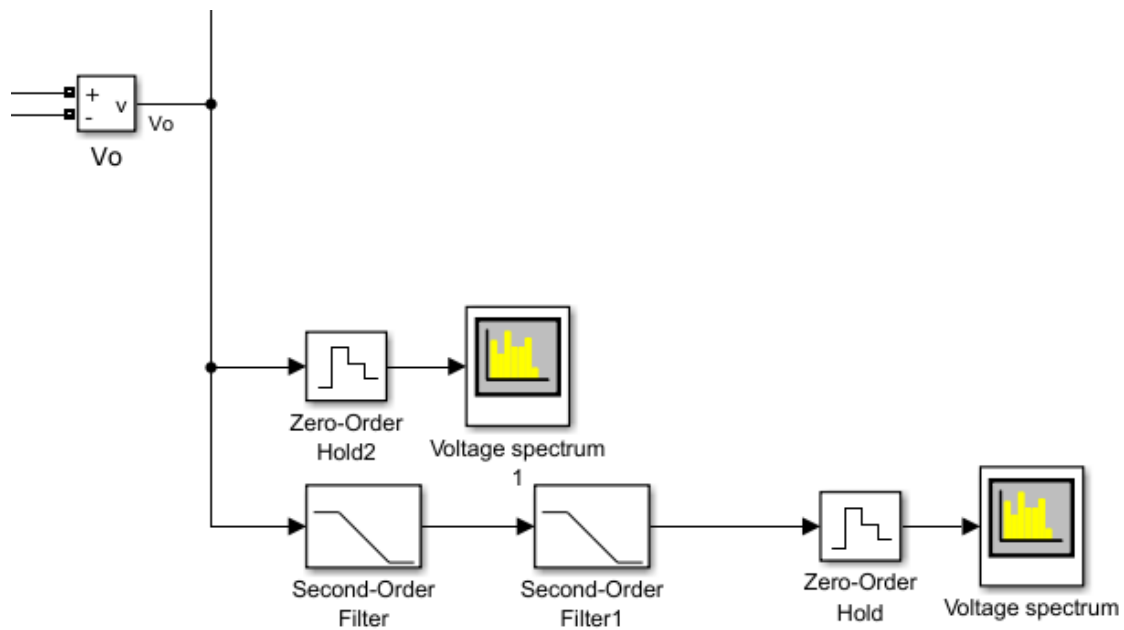 +
v
-
Vo
Vo
Zero-Order
Hold2
Voltage spectrum
1
Second-Order
Filter
Second-Order
Filter1
Zero-Order
Hold
Voltage spectrum